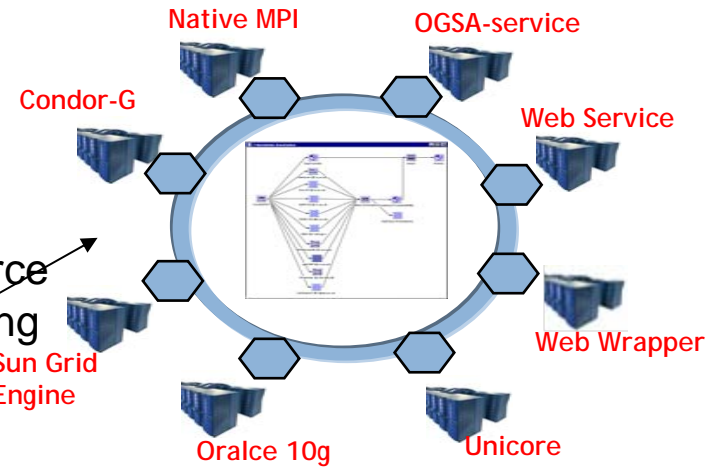 Native MPI
OGSA-service
Condor-G
Web Service
rce
ng
Sun Grid
Engine
Web Wrapper
Oralce 10g
Unicore